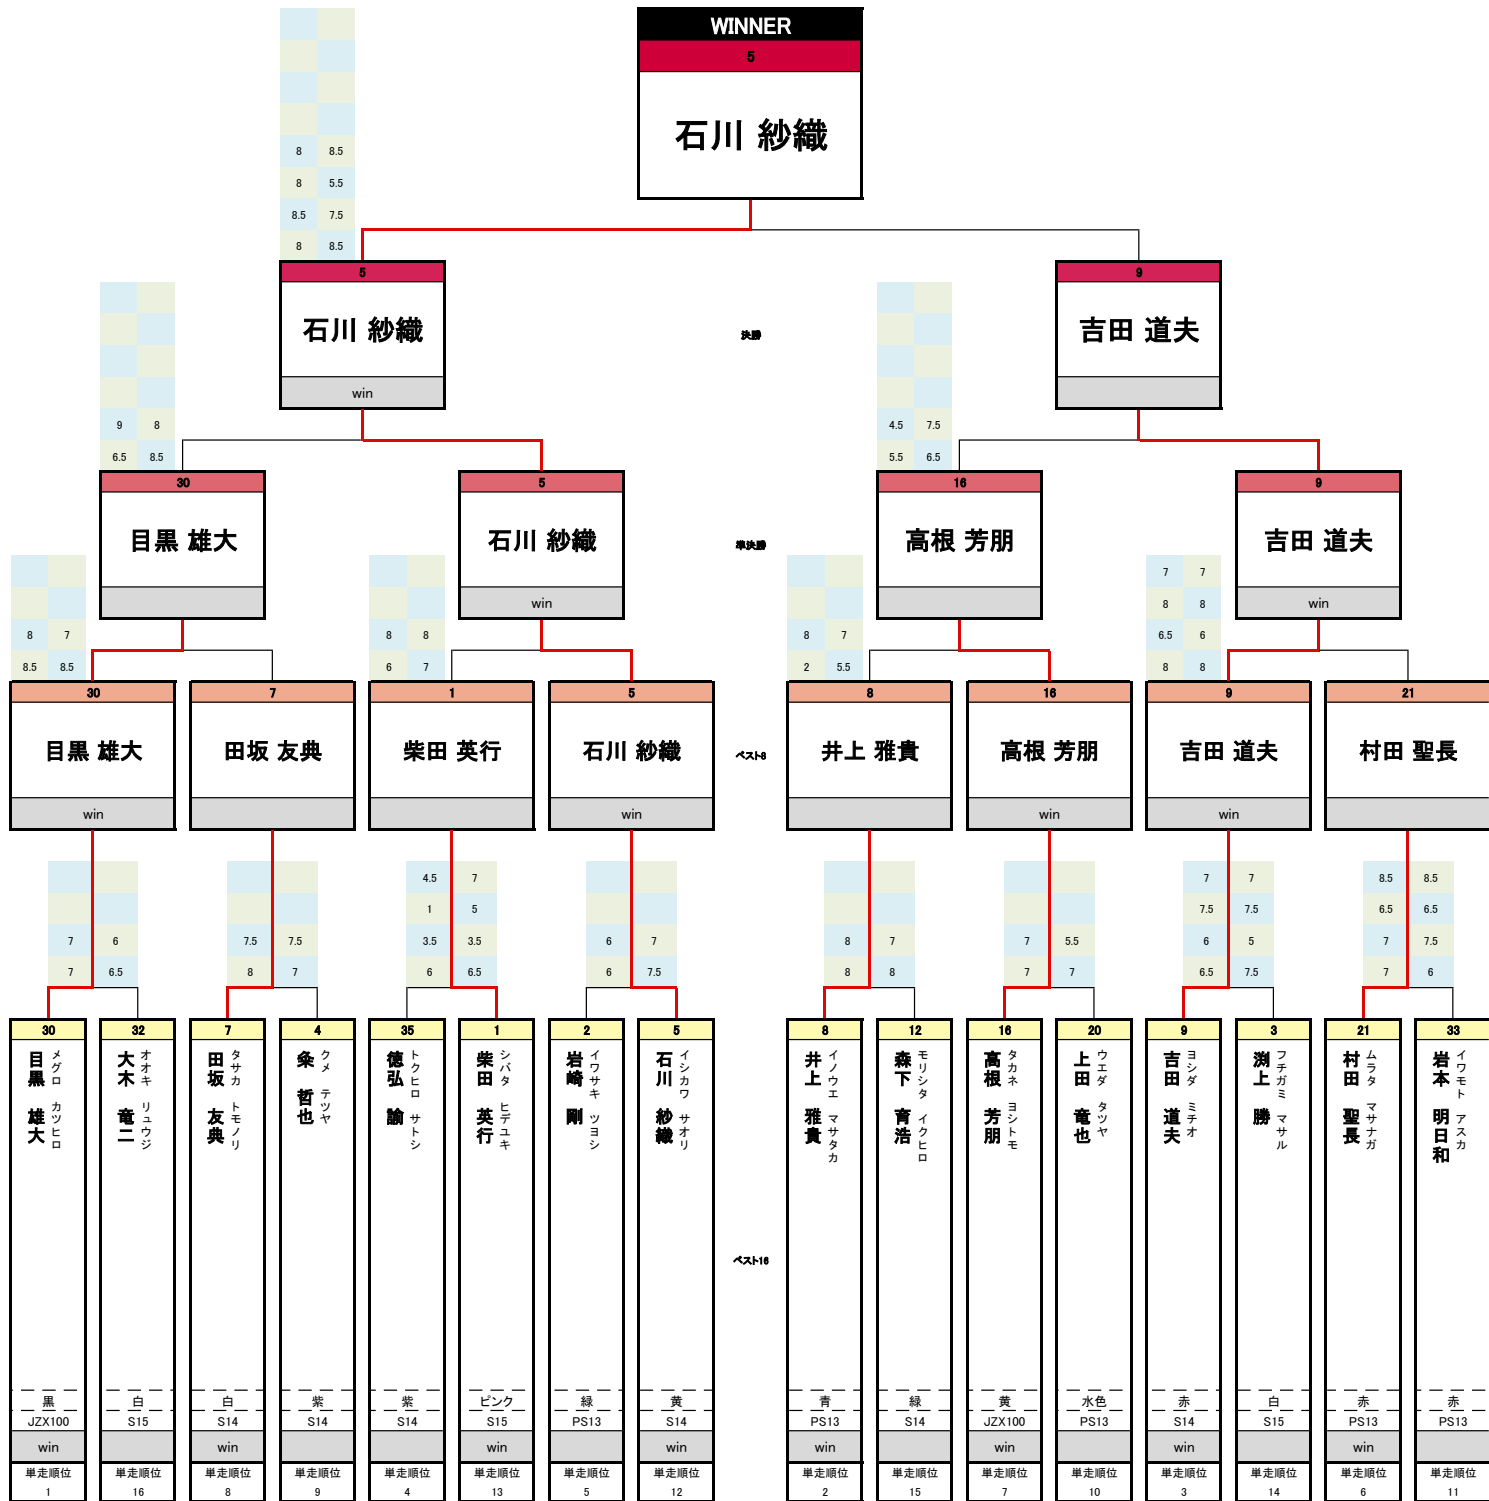 WINNER
5
石川 紗織
8 8.5
8 5.5
8.5 7.5
8 8.5
5
石川 紗織
win
9
吉田 道夫
決勝
9 8
6.5 8.5
4.5 7.5
5.5 6.5
30
目黒 雄大
5
石川 紗織
win
16
高根 芳朋
9
吉田 道夫
win
準決勝
8 7
8.5 8.5
8 8
6 7
8 7
2 5.5
7 7
8 8
6.5 6
8 8
30
目黒 雄大
win
7
田坂 友典
1
柴田 英行
5
石川 紗織
win
ベスト8
8
井上 雅貴
16
高根 芳朋
win
9
吉田 道夫
win
21
村田 聖長
7 6
7 6.5
7.5 7.5
8 7
4.5 7
1 5
3.5 3.5
6 6.5
6 7
6 7.5
8 7
8 8
7 5.5
7 7
7 7
7.5 7.5
6 5
6.5 7.5
8.5 8.5
6.5 6.5
7 7.5
7 6
30
目黒 雄大
メグロ カツヒロ
黒
JZX100
win
単走順位
1
32
大木 竜二
オオキ リュウジ
白
S15
単走順位
16
7
田坂 友典
タサカ トモノリ
白
S14
win
単走順位
8
4
粂 哲也
クメ テツヤ
紫
S14
単走順位
9
35
徳弘 諭
トクヒロ サトシ
紫
S14
単走順位
4
1
柴田 英行
シバタ ヒデユキ
ピンク
S15
win
単走順位
13
2
岩崎 剛
イワサキ ツヨシ
緑
PS13
単走順位
5
5
石川 紗織
イシカワ サオリ
黄
S14
win
単走順位
12
ベスト16
8
井上 雅貴
イノウエ マサタカ
青
PS13
win
単走順位
2
12
森下 育浩
モリシタ イクヒロ
緑
S14
単走順位
15
16
高根 芳朋
タカネ ヨシトモ
黄
JZX100
win
単走順位
7
20
上田 竜也
ウエダ タツヤ
水色
PS13
単走順位
10
9
吉田 道夫
ヨシダ ミチオ
赤
S14
win
単走順位
3
3
渕上 勝
フチガミ マサル
白
S15
単走順位
14
21
村田 聖長
ムラタ マサナガ
赤
PS13
win
単走順位
6
33
岩本 明日和
イワモト アスカ
赤
PS13
単走順位
11